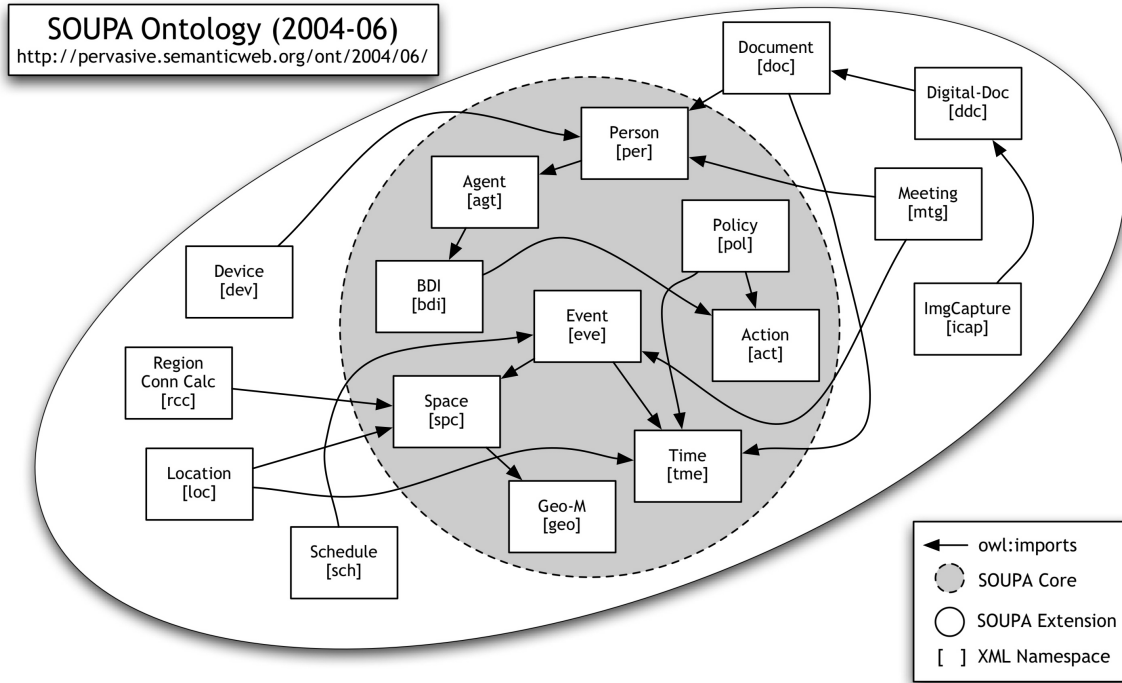 SOUPA Ontology (2004-06)
http://pervasive.semanticweb.org/ont/2004/06/
Document
[doc]
Digital-Doc
[ddc]
Person
[per]
Agent
[agt]
Meeting
[mtg]
Policy
[pol]
Device
[dev]
BDI
[bdi]
Event
[eve]
Action
[act]
ImgCapture
[icap]
Region
Conn Calc
[rcc]
Space
[spc]
Time
[tme]
Location
[loc]
Geo-M
[geo]
Schedule
[sch]
owl:imports
SOUPA Core
SOUPA Extension
[ ] XML Namespace